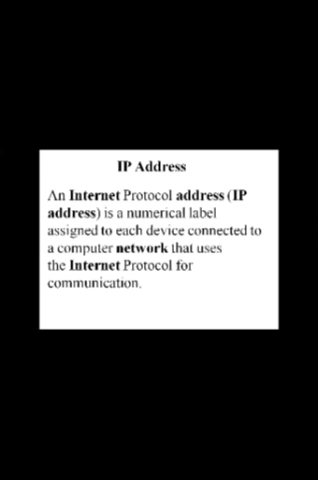 IP Address
An Internet Protocol address (IP
address) is a numerical label
assigned to each device connected to
a computer network that uses
the Internet Protocol for
communication.